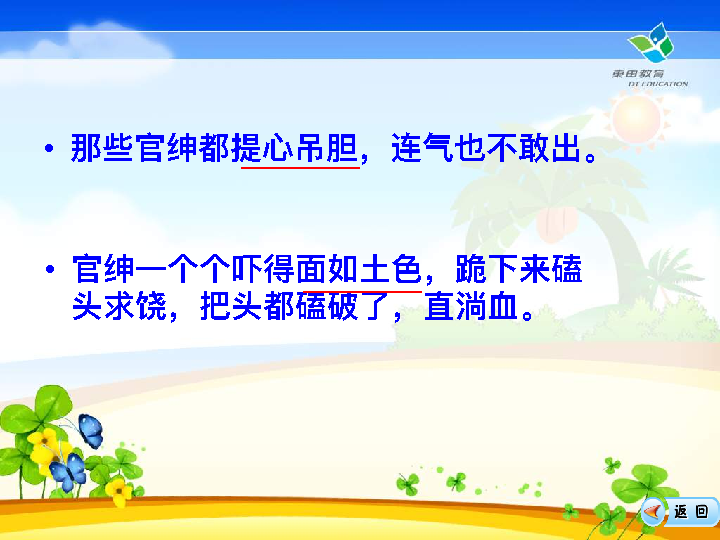 東田教育
DT EDUCATION
• 那些官绅都提心吊胆，连气也不敢出。
• 官绅一个个吓得面如土色，跪下来磕
头求饶，把头都磕破了，直淌血。
返 回